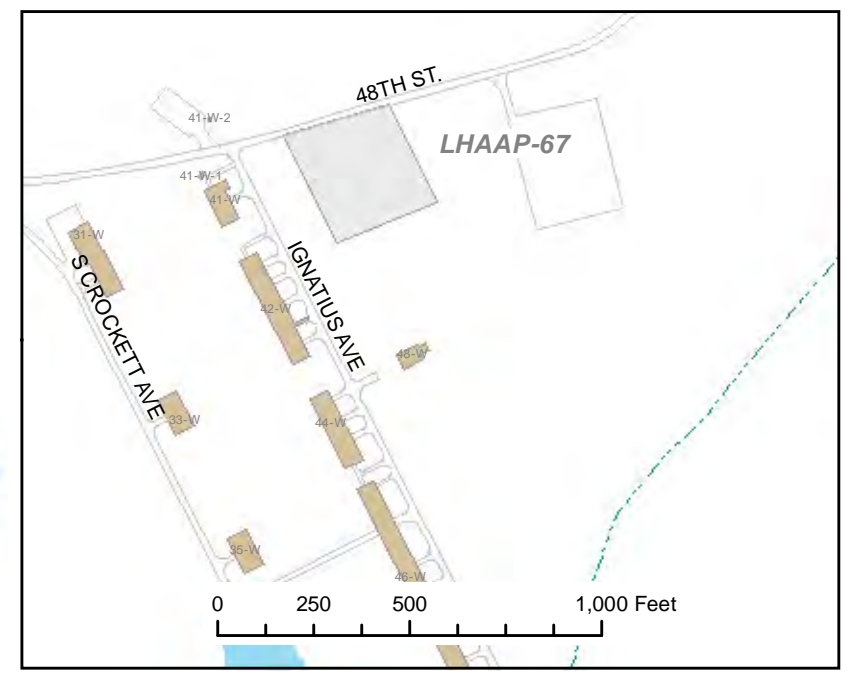 48TH ST.
41-W-2
LHAAP-67
41-W-1
41-W
31-W
IGNATIUS AVE
S CROCKETT AVE
42-W
48-W
33-W
44-W
35-W
46-W
0 250 500 1,000 Feet